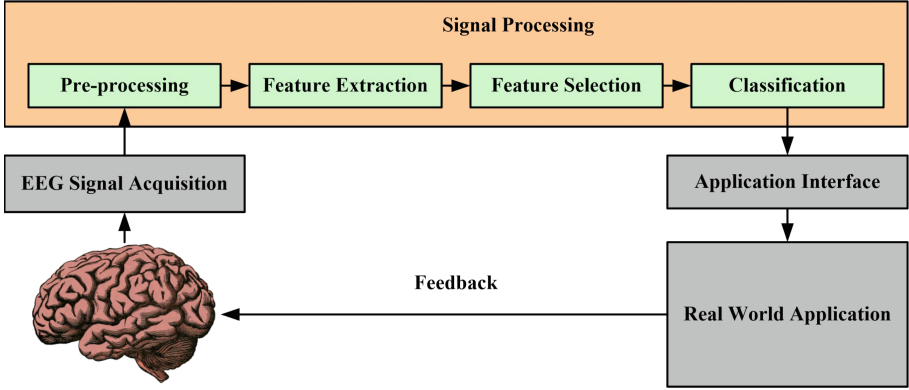 Signal Processing
Pre-processing
Feature Extraction
Feature Selection
Classification
EEG Signal Acquisition
Application Interface
Feedback
Real World Application